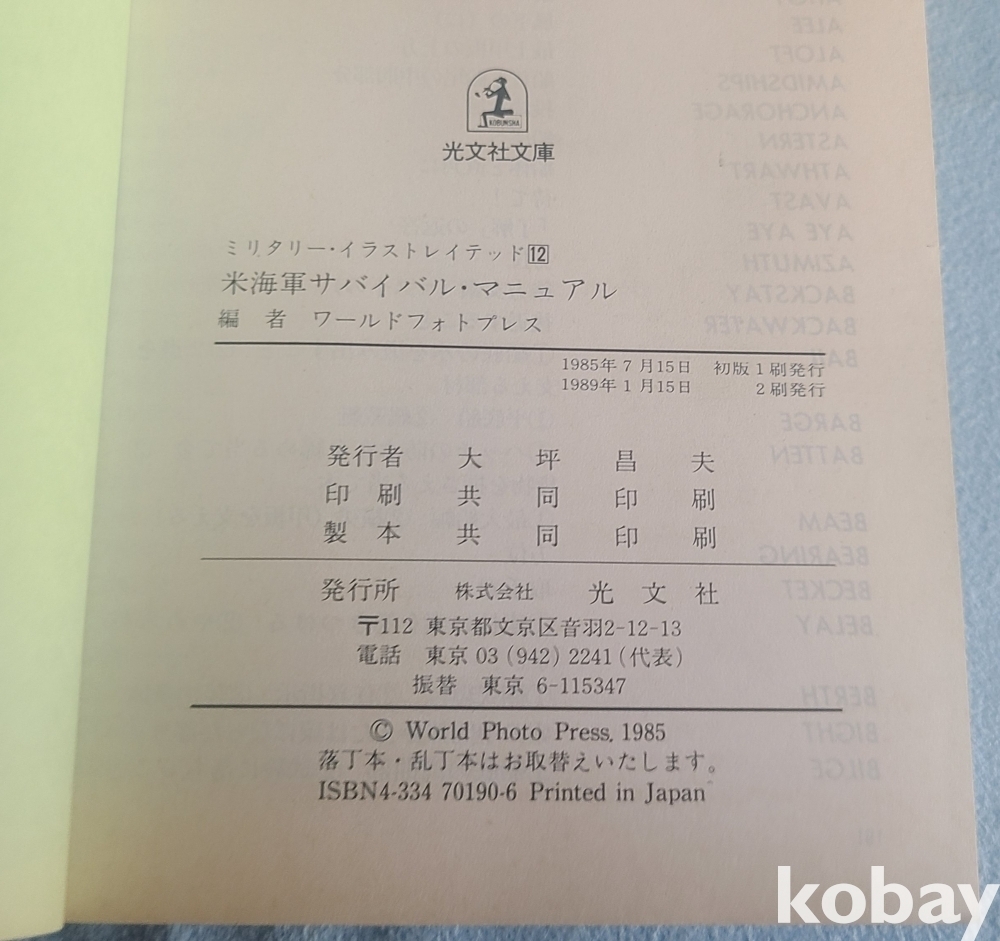 KOBUNSHA
光文社文庫
ミリタリー・イラストレイテッド12
米海軍サバイバル・マニュアル
編 者 ワールドフォトプレス
1985年7月15日 初版1刷発行
1989年1月15日 2刷発行
発行者 大坪昌夫
印刷 共同印刷
製本 共同印刷
発行所 株式会社 光文社
〒112 東京都文京区音羽2-12-13
電話 東京 03 (942) 2241 (代表)
振替 東京 6-115347
© World Photo Press, 1985
落丁本・乱丁本はお取替えいたします。
ISBN4-334 70190-6 Printed in Japan
ALEE
ALOFT
AMIDSHIPS
ANCHORAGE
ASTERN
ATHWART
AVAST
AYE AYE
AZIMUTH
BACKSTAY
BACKWATER
BAIL
BARGE
BATTEN
BEAM
BEARING
BECKET
BELAY
BERTH
BIGHT
BILGE
kobay